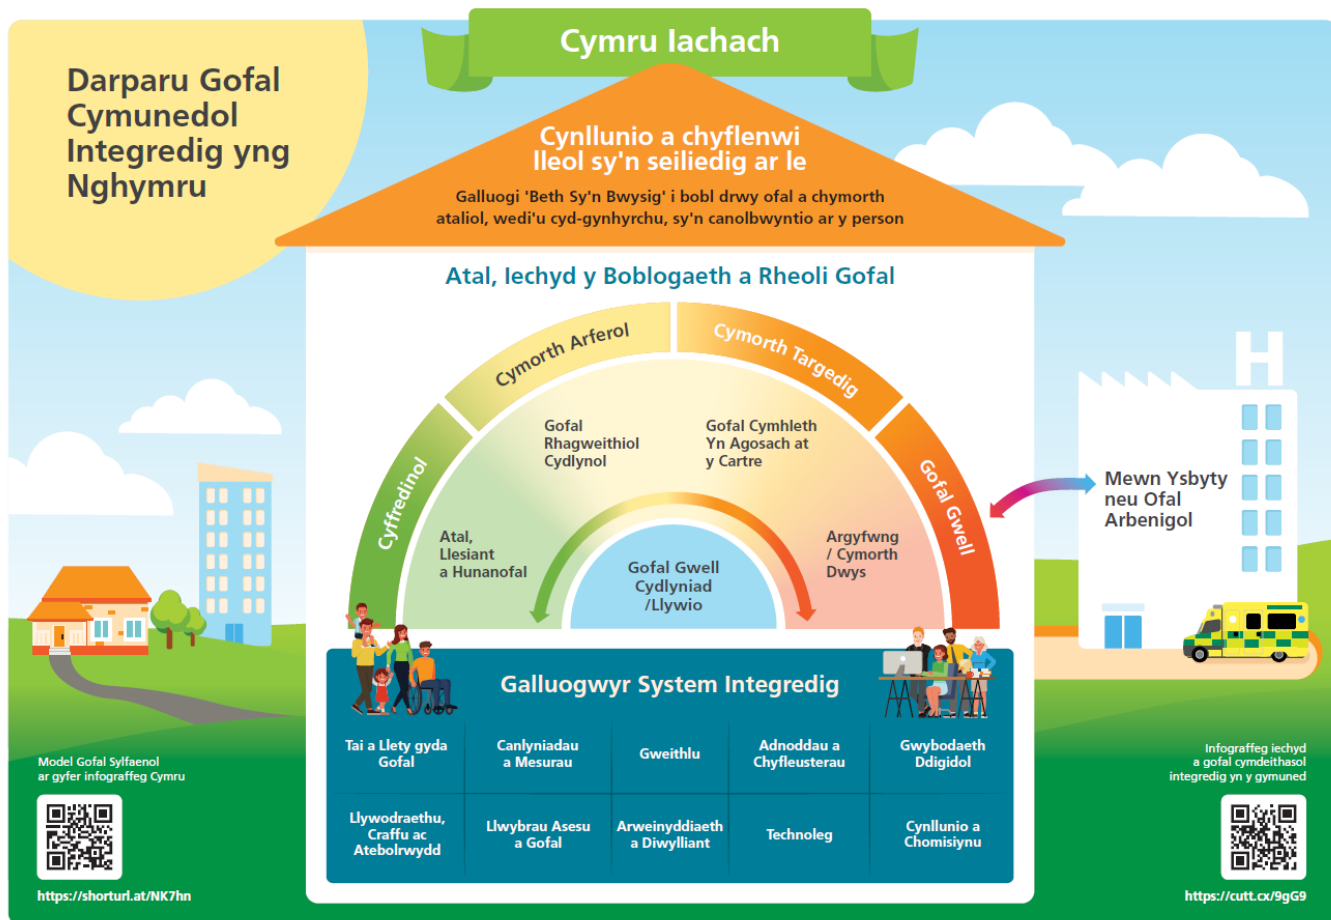 Cymru Iachach
Darparu Gofal
Cymunedol
Integredig yng
Nghymru
Cynllunio a chyflenwi
lleol sy'n seiliedig ar le
Galluogi 'Beth Sy'n Bwysig' i bobl drwy ofal a chymorth
ataliol, wedi'u cyd-gynhyrchu, sy'n canolbwyntio ar y person
Atal, Iechyd y Boblogaeth a Rheoli Gofal
Cyffredinol
Cymorth Arferol
Cymorth Targedig
Gofal Gwell
Atal,
Llesiant
a Hunanofal
Gofal
Rhagweithiol
Cydlynol
Gofal Cymhleth
Yn Agosach at
y Cartre
Argyfwng
/ Cymorth
Dwys
Gofal Gwell
Cydlyniad
/Llywio
H
Mewn Ysbyty
neu Ofal
Arbenigol
Galluogwyr System Integredig
Tai a Llety gyda
Gofal
Canlyniadau
a Mesurau
Gweithlu
Adnoddau a
Chyfleusterau
Gwybodaeth
Ddigidol
Llywodraethu,
Craffu ac
Atebolrwydd
Llwybrau Asesu
a Gofal
Arweinyddiaeth
a Diwylliant
Technoleg
Cynllunio a
Chomisiynu
Model Gofal Sylfaenol
ar gyfer infograffeg Cymru
https://shorturl.at/NK7hn
Infograffeg iechyd
a gofal cymdeithasol
integredig yn y gymuned
https://cutt.cx/9gG9